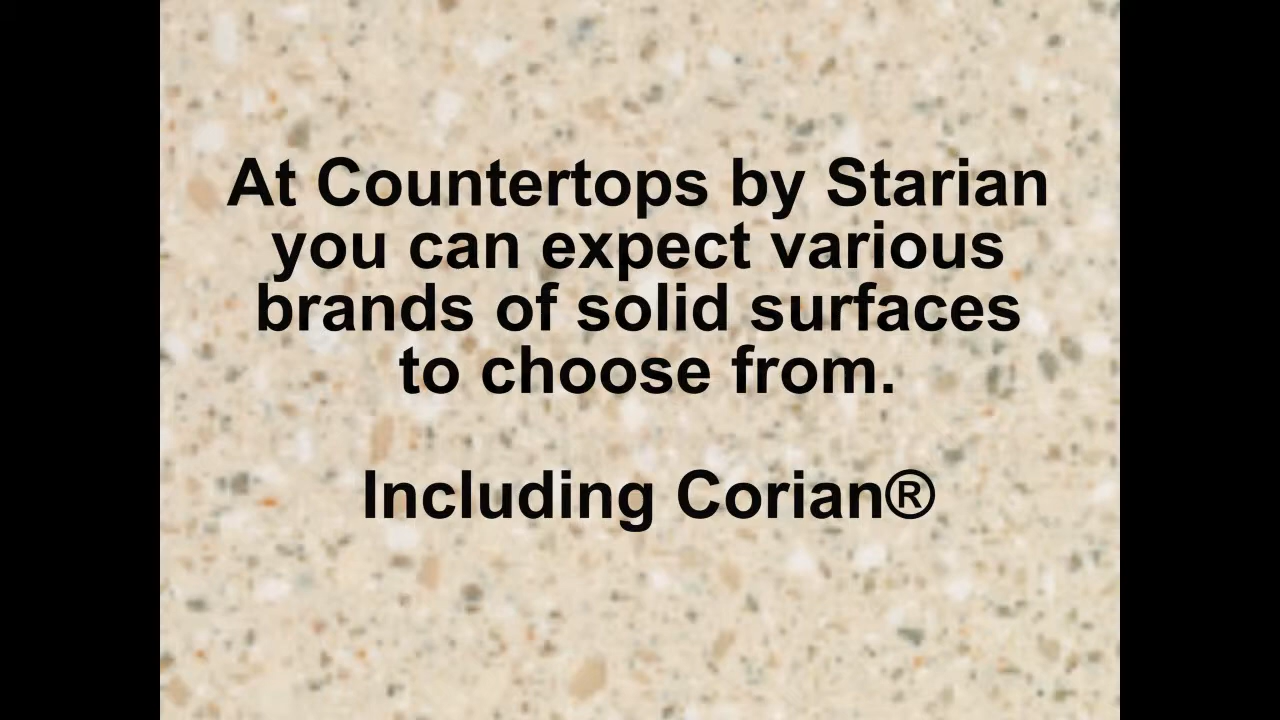 At Countertops by Starian
you can expect various
brands of solid surfaces
to choose from.
Including Corian®